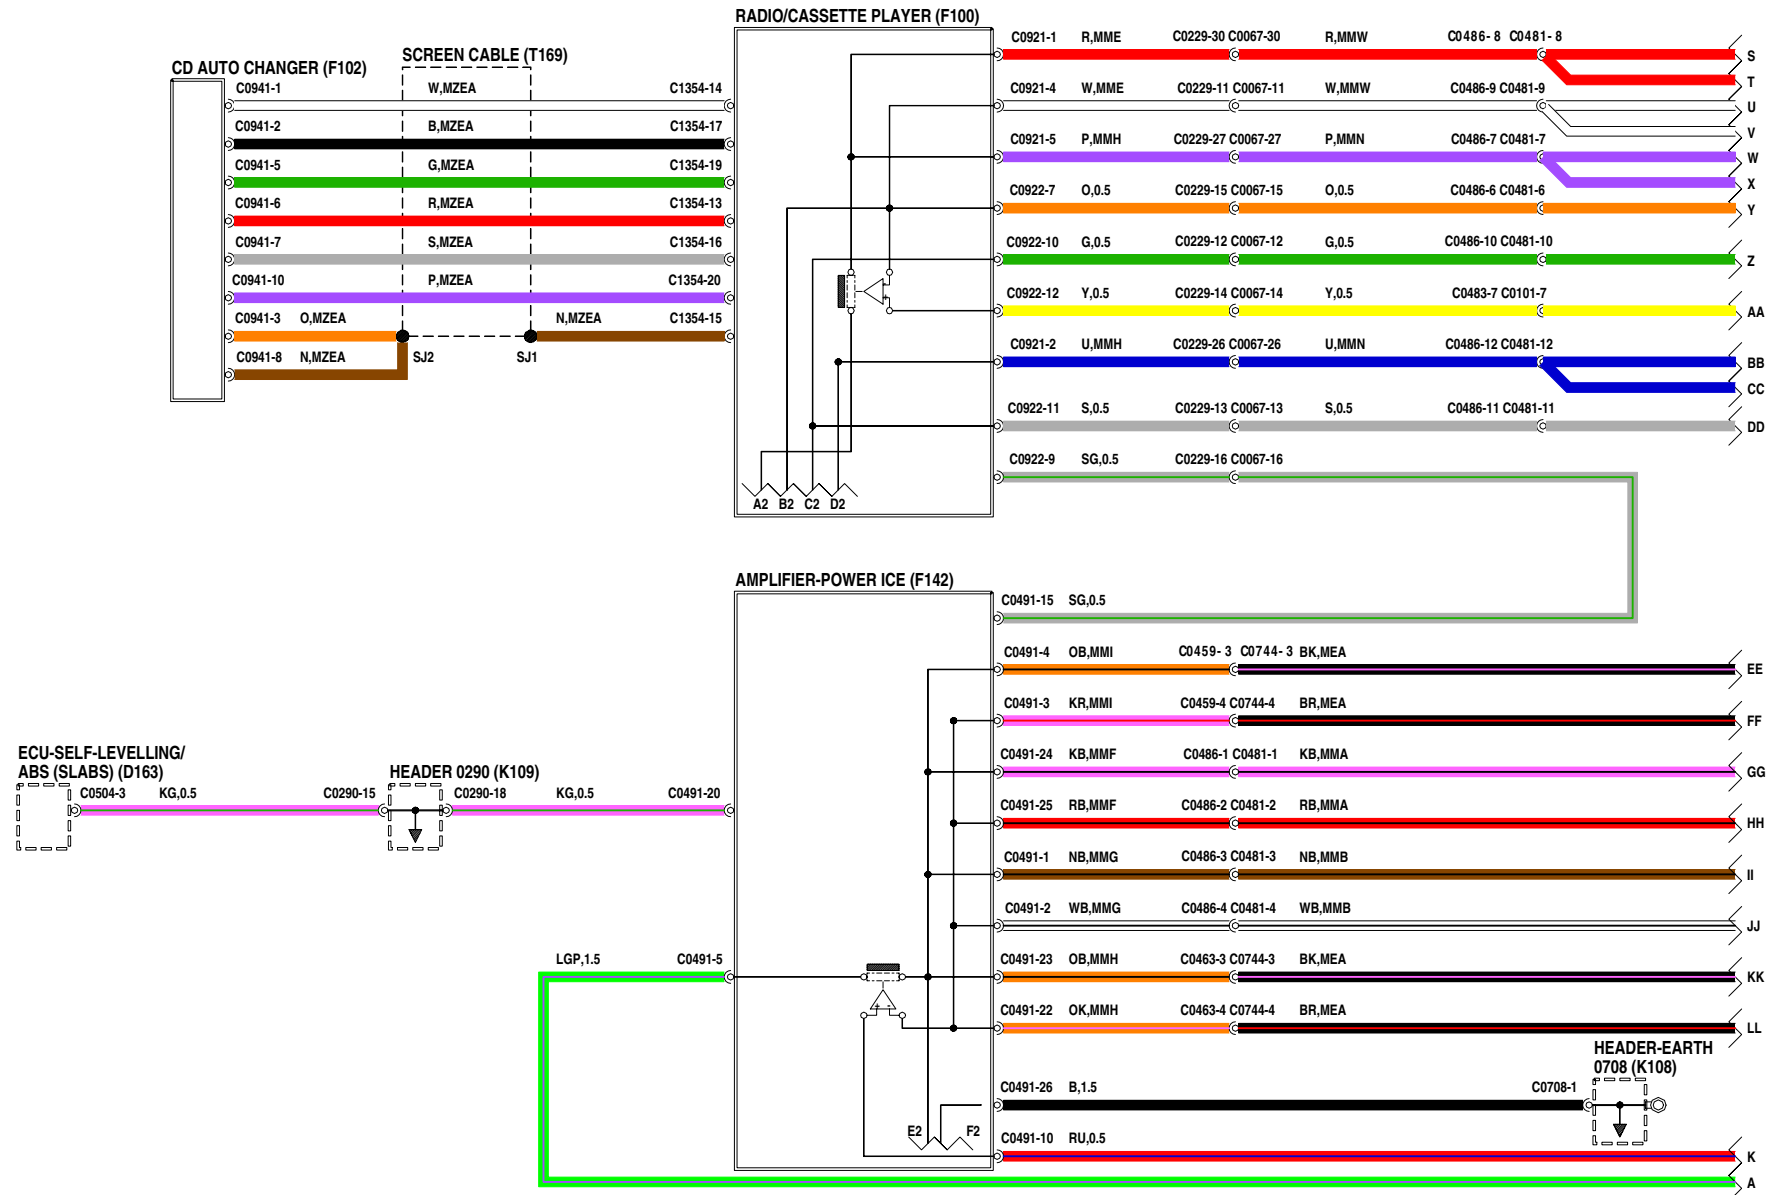 RADIO/CASSETTE PLAYER (F100)
CD AUTO CHANGER (F102)
SCREEN CABLE (T169)
C0941-1 W,MZEA C1354-14
C0941-2 B,MZEA C1354-17
C0941-5 G,MZEA C1354-19
C0941-6 R,MZEA C1354-13
C0941-7 S,MZEA C1354-16
C0941-10 P,MZEA C1354-20
C0941-3 O,MZEA N,MZEA C1354-15
C0941-8 N,MZEA SJ2 SJ1
C0921-1 R,MME C0229-30 C0067-30 R,MMW C0486- 8 C0481- 8 S
T
C0921-4 W,MME C0229-11 C0067-11 W,MMW C0486-9 C0481-9 U
V
C0921-5 P,MMH C0229-27 C0067-27 P,MMN C0486-7 C0481-7 W
X
C0922-7 O,0.5 C0229-15 C0067-15 O,0.5 C0486-6 C0481-6 Y
C0922-10 G,0.5 C0229-12 C0067-12 G,0.5 C0486-10 C0481-10 Z
C0922-12 Y,0.5 C0229-14 C0067-14 Y,0.5 C0483-7 C0101-7 AA
C0921-2 U,MMH C0229-26 C0067-26 U,MMN C0486-12 C0481-12 BB
CC
C0922-11 S,0.5 C0229-13 C0067-13 S,0.5 C0486-11 C0481-11 DD
C0922-9 SG,0.5 C0229-16 C0067-16
A2 B2 C2 D2
AMPLIFIER-POWER ICE (F142)
C0491-15 SG,0.5
C0491-4 OB,MMI C0459- 3 C0744- 3 BK,MEA EE
C0491-3 KR,MMI C0459-4 C0744-4 BR,MEA FF
C0491-24 KB,MMF C0486-1 C0481-1 KB,MMA GG
C0491-25 RB,MMF C0486-2 C0481-2 RB,MMA HH
C0491-1 NB,MMG C0486-3 C0481-3 NB,MMB II
C0491-2 WB,MMG C0486-4 C0481-4 WB,MMB JJ
C0491-23 OB,MMH C0463-3 C0744-3 BK,MEA KK
C0491-22 OK,MMH C0463-4 C0744-4 BR,MEA LL
ECU-SELF-LEVELLING/
ABS (SLABS) (D163)
HEADER 0290 (K109)
C0504-3 KG,0.5 C0290-15 C0290-18 KG,0.5 C0491-20
LGP,1.5 C0491-5
HEADER-EARTH
0708 (K108)
C0491-26 B,1.5 C0708-1
E2 F2
C0491-10 RU,0.5 K
A